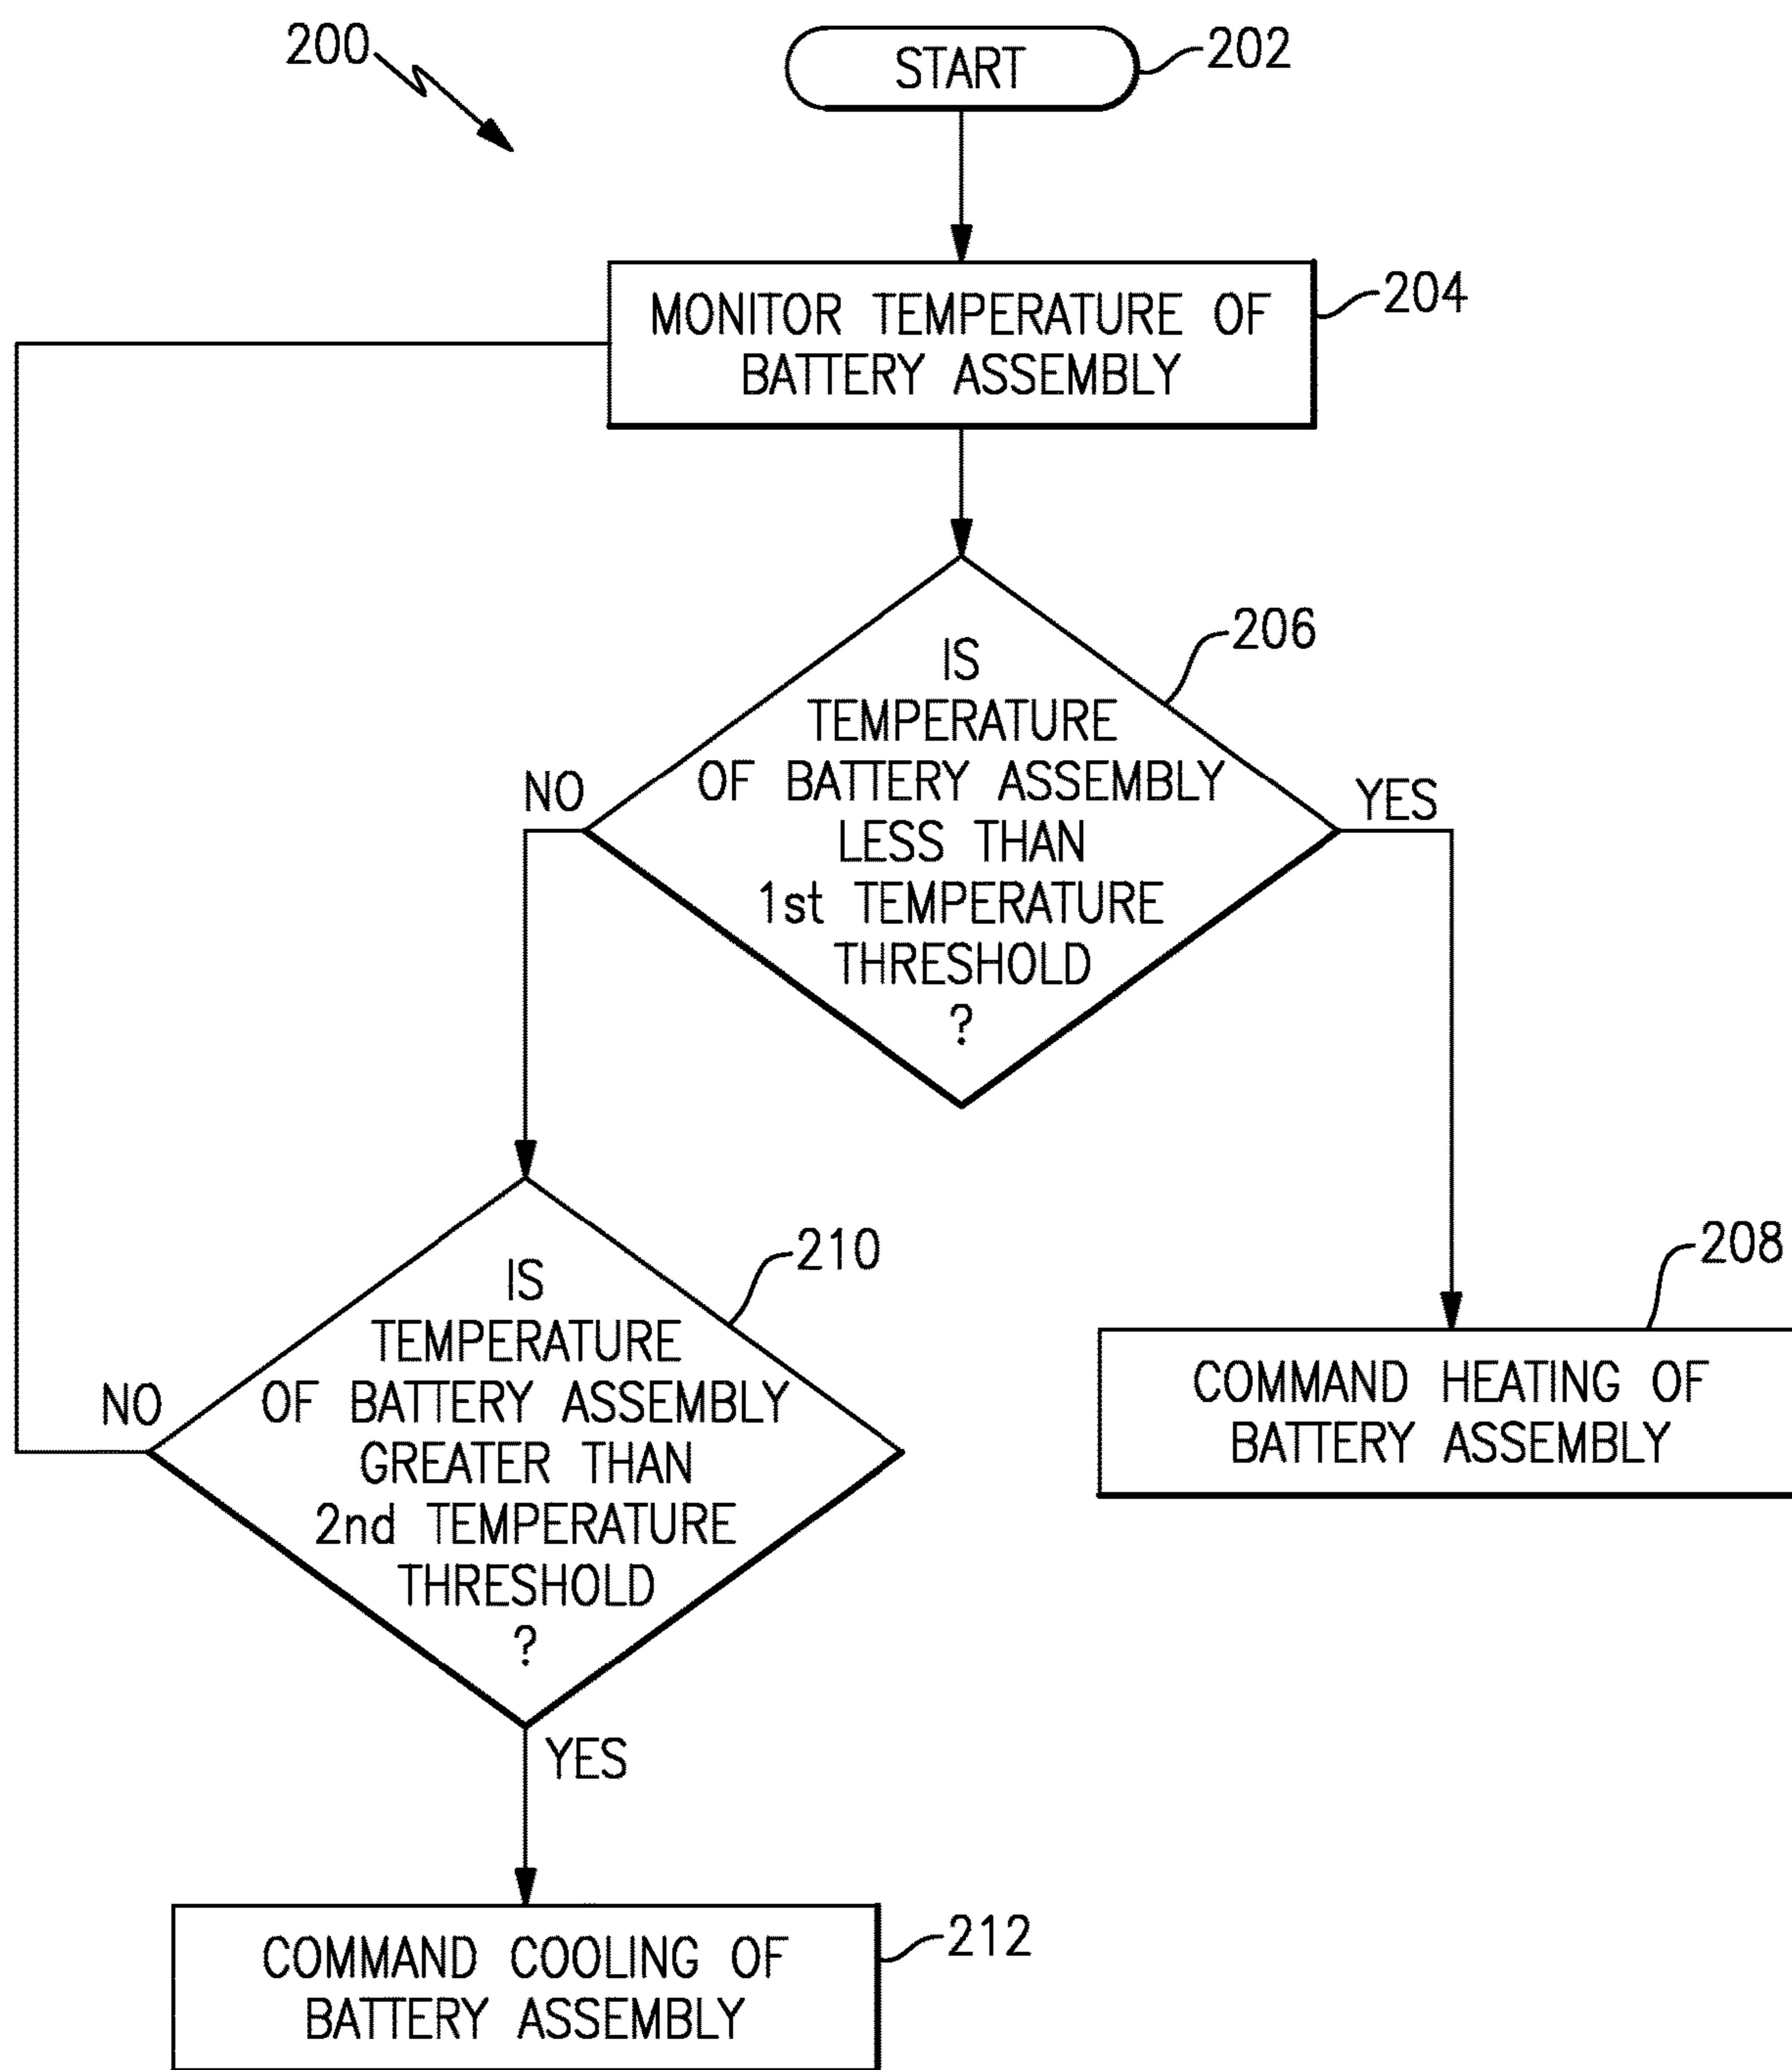 200
START
202
MONITOR TEMPERATURE OF
BATTERY ASSEMBLY
204
IS
TEMPERATURE
OF BATTERY ASSEMBLY
LESS THAN
1st TEMPERATURE
THRESHOLD
?
206
NO
YES
IS
TEMPERATURE
OF BATTERY ASSEMBLY
GREATER THAN
2nd TEMPERATURE
THRESHOLD
?
210
NO
YES
COMMAND HEATING OF
BATTERY ASSEMBLY
208
COMMAND COOLING OF
BATTERY ASSEMBLY
212